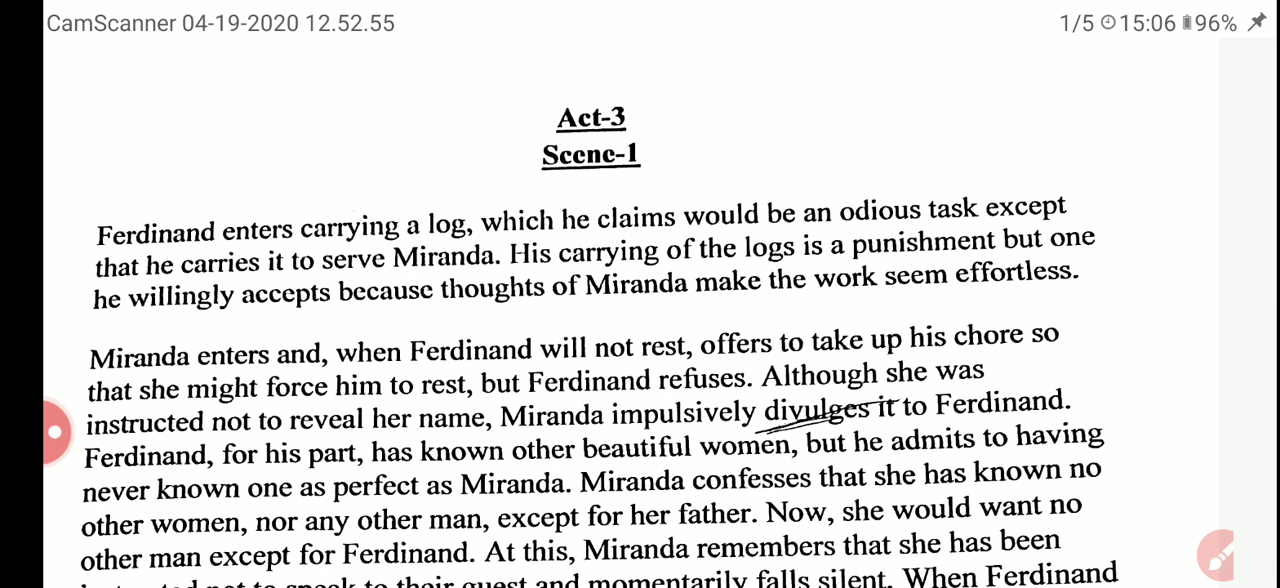 CamScanner 04-19-2020 12.52.55
1/5 15:06 96%
Act-3
Scene-1
Ferdinand enters carrying a log, which he claims would be an odious task except
that he carries it to serve Miranda. His carrying of the logs is a punishment but one
he willingly accepts because thoughts of Miranda make the work seem effortless.
Miranda enters and, when Ferdinand will not rest, offers to take up his chore so
that she might force him to rest, but Ferdinand refuses. Although she was
instructed not to reveal her name, Miranda impulsively divulges it to Ferdinand.
Ferdinand, for his part, has known other beautiful women, but he admits to having
never known one as perfect as Miranda. Miranda confesses that she has known no
other women, nor any other man, except for her father. Now, she would want no
other man except for Ferdinand. At this, Miranda remembers that she has been
not to speak to their guest and momentarily falls silent. When Ferdinand